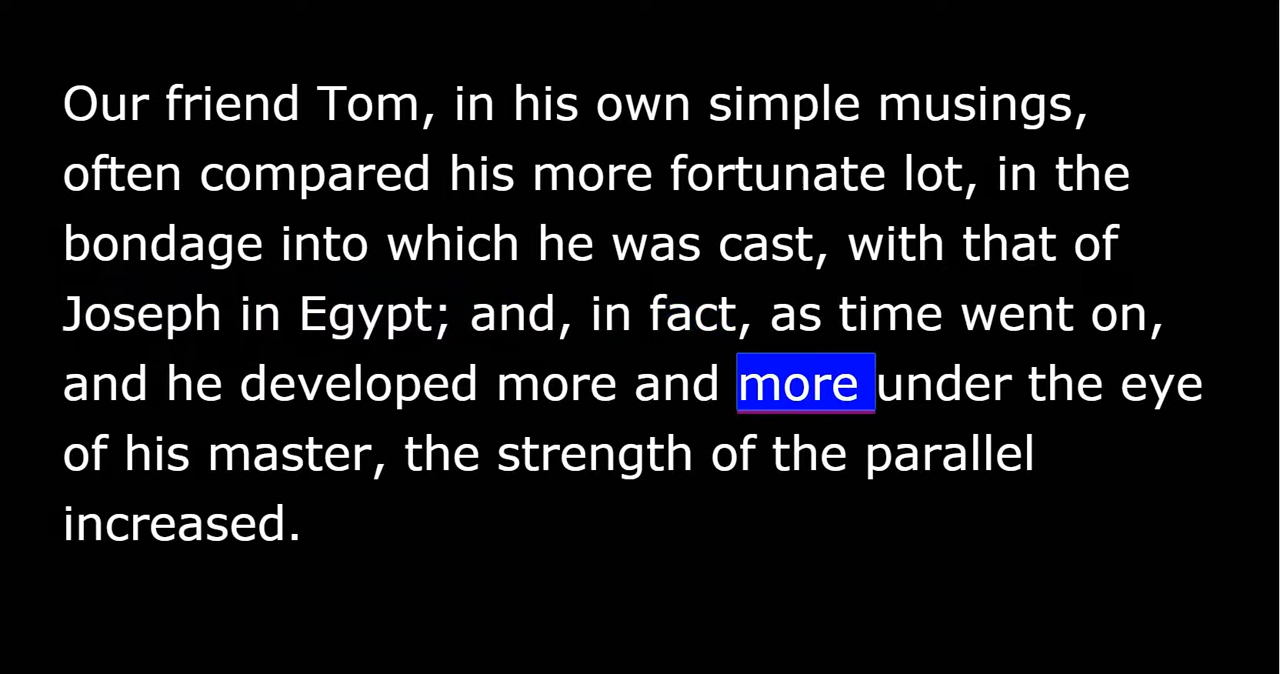 Our friend Tom, in his own simple musings,
often compared his more fortunate lot, in the
bondage into which he was cast, with that of
Joseph in Egypt; and, in fact, as time went on,
and he developed more and more under the eye
of his master, the strength of the parallel
increased.